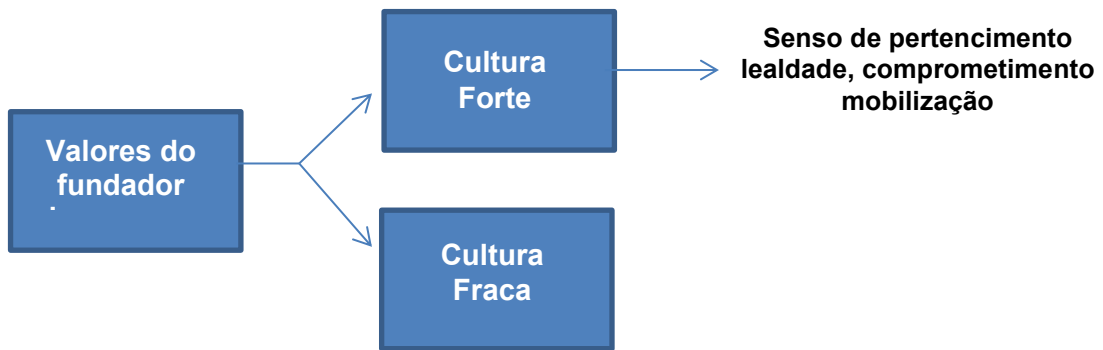 Valores do
fundador
Cultura
Forte
Senso de pertencimento
lealdade, comprometimento
mobilização
Cultura
Fraca